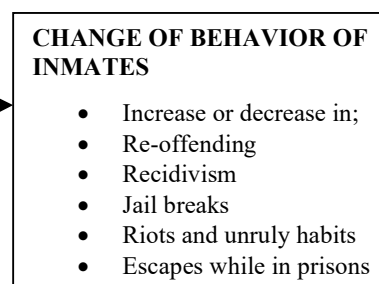 CHANGE OF BEHAVIOR OF
INMATES
• Increase or decrease in;
• Re-offending
• Recidivism
• Jail breaks
• Riots and unruly habits
• Escapes while in prisons